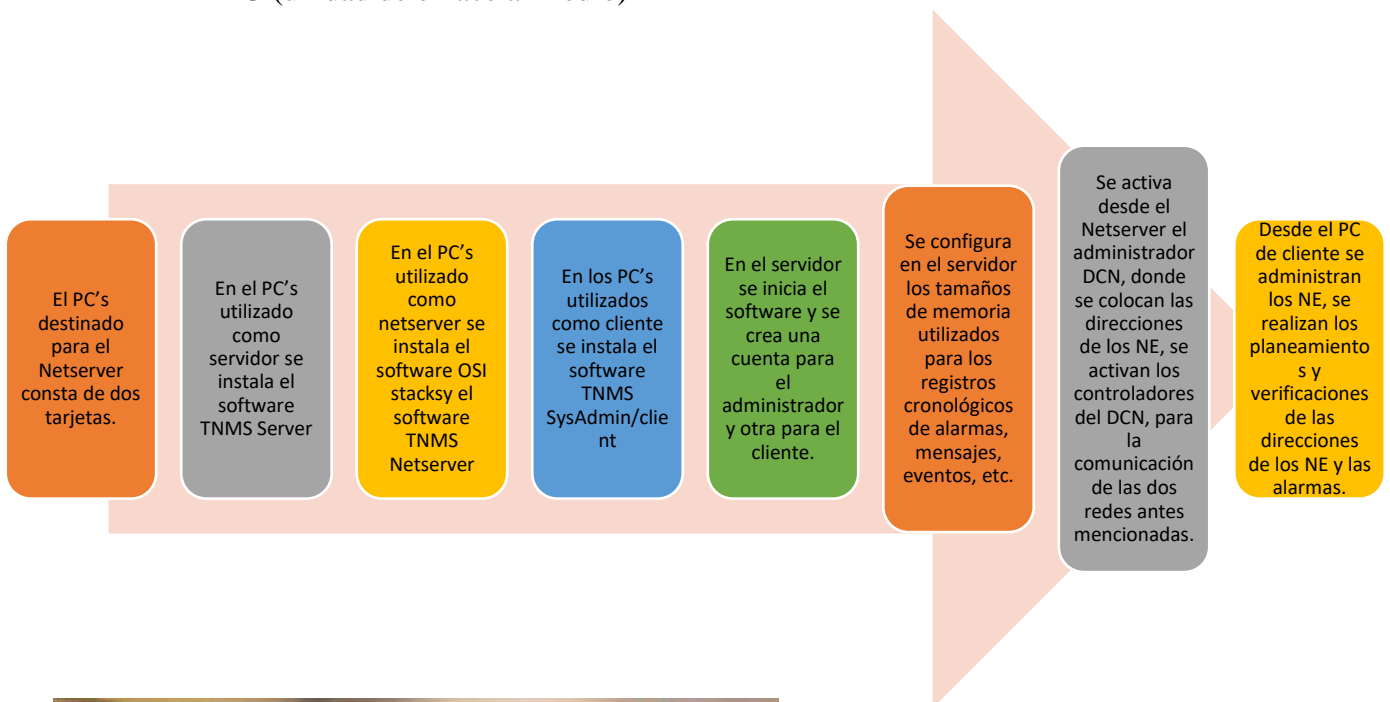 El PC's
destinado
para el
Netserver
consta de dos
tarjetas.
En el PC's
utilizado
como
servidor se
instala el
software
TNMS Server
En el PC's
utilizado
como
netserver se
instala el
software OSI
stacksy el
software
TNMS
Netserver
En los PC's
utilizados
como cliente
se instala el
software
TNMS
SysAdmin/clie
nt
En el servidor
se inicia el
software y se
crea una
cuenta para
el
administrador
y otra para el
cliente.
Se configura
en el servidor
los tamaños
de memoria
utilizados
para los
registros
cronológicos
de alarmas,
mensajes,
eventos, etc.
Se activa
desde el
Netserver el
administrador
DCN, donde
se colocan las
direcciones
de los NE, se
activan los
controladores
del DCN, para
la
comunicación
de las dos
redes antes
mencionadas.
Desde el PC
de cliente se
administran
los NE, se
realizan los
planeamiento
s y
verificaciones
de las
direcciones
de los NE y las
alarmas.